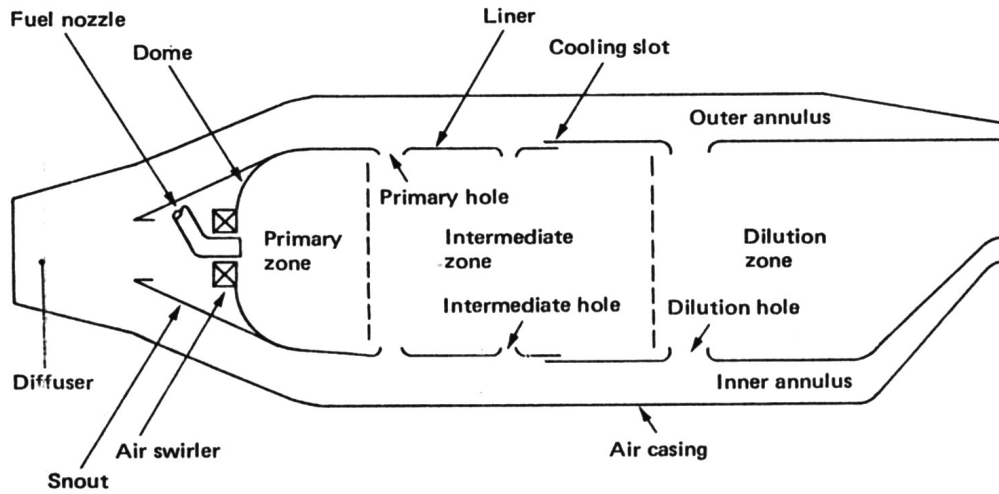 Fuel nozzle
Liner
Dome
Cooling slot
Outer annulus
Primary hole
Primary
zone
Intermediate
zone
Dilution
zone
Intermediate hole
Dilution hole
Diffuser
Inner annulus
Air swirler
Air casing
Snout